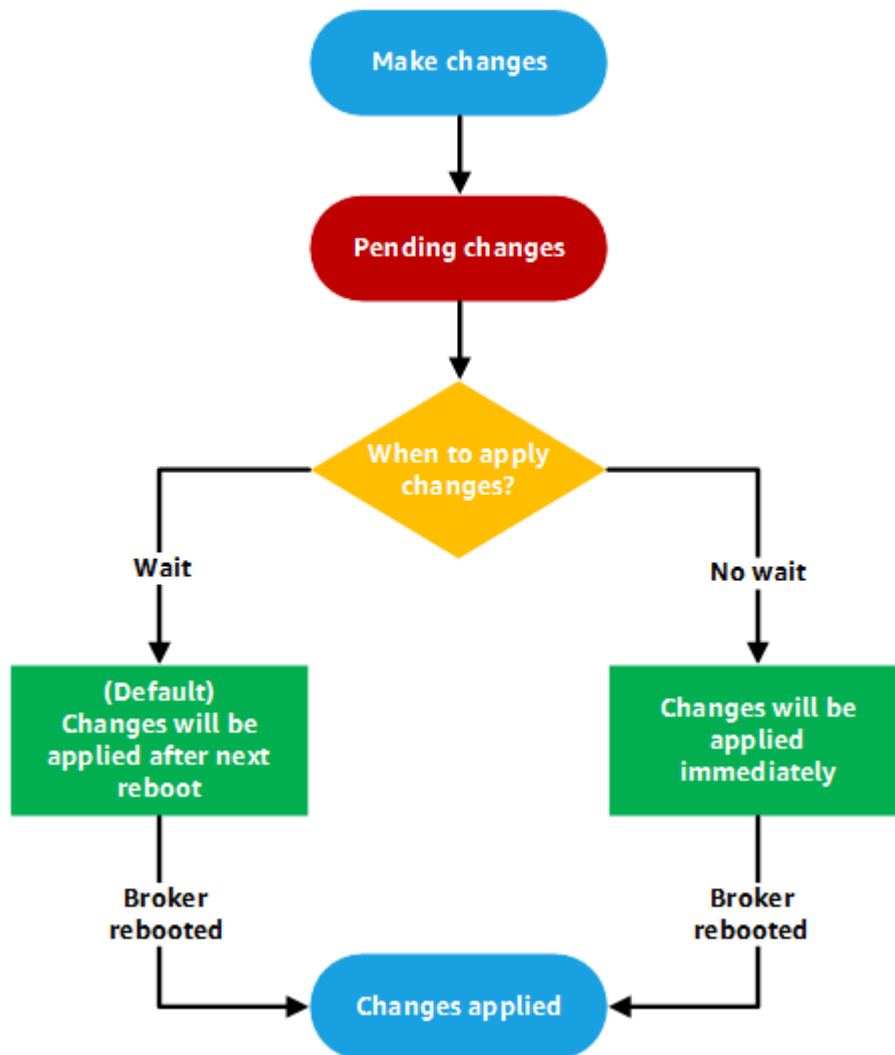 Make changes
Pending changes
When to apply
changes?
Wait
No wait
(Default)
Changes will be
applied after next
reboot
Changes will be
applied
immediately
Broker
rebooted
Broker
rebooted
Changes applied